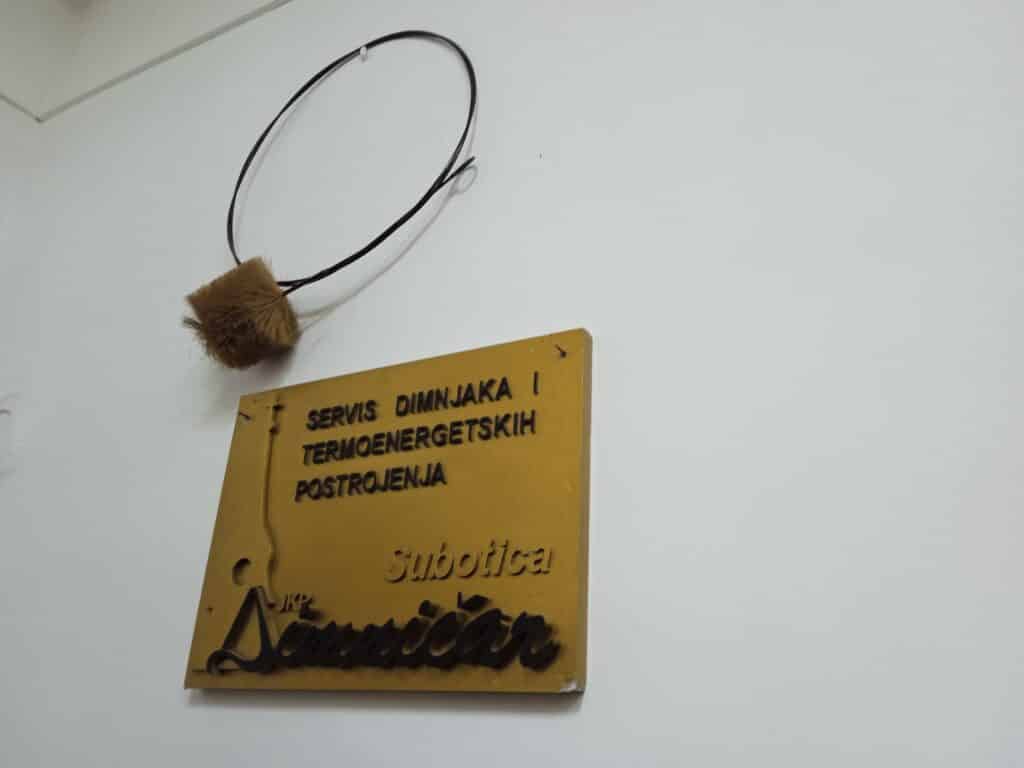 SERVIS DIMNJAKA I
TERMOENERGETSKIH
POSTROJENJA
Subotica
JKP
Dimničar